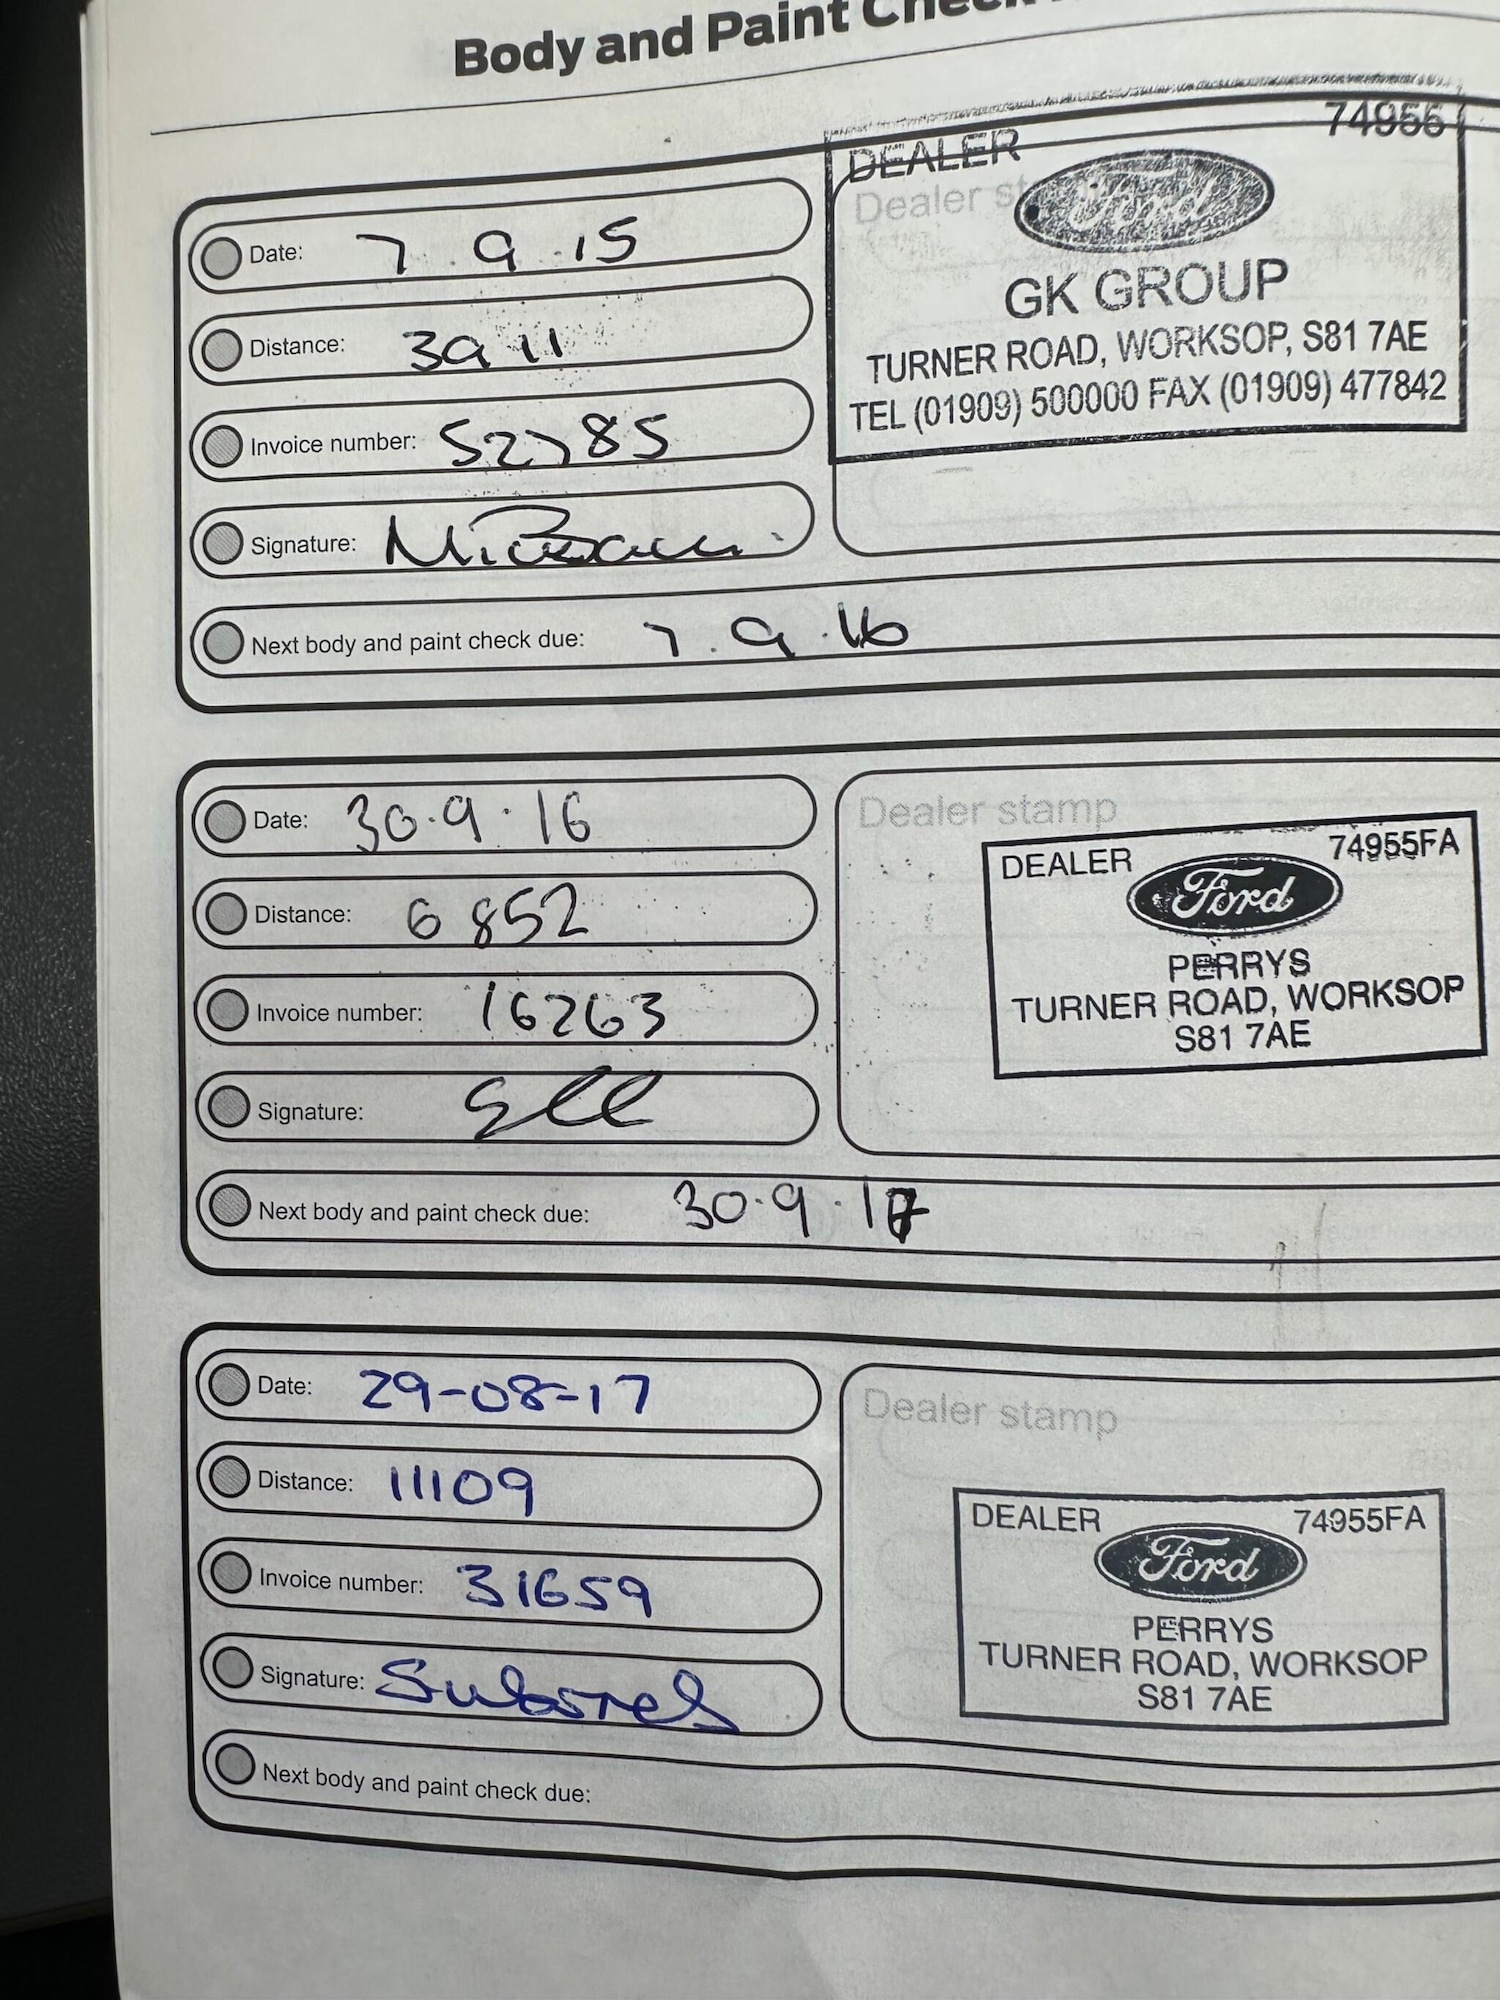 Body and Paint Check
DEALER 74955
Dealer st
Ford
GK GROUP
TURNER ROAD, WORKSOP, S81 7AE
TEL (01909) 500000 FAX (01909) 477842
Date: 7.9.15
Distance: 3911
Invoice number: 52785
Signature:
Next body and paint check due: 7.9.16
Date: 30.9.16
Distance: 6852
Invoice number: 16263
Signature:
Next body and paint check due: 30.9.17
Dealer stamp
DEALER 74955FA
Ford
PERRYS
TURNER ROAD, WORKSOP
S81 7AE
Date: 29-08-17
Distance: 11109
Invoice number: 31659
Signature:
Next body and paint check due:
Dealer stamp
DEALER 74955FA
Ford
PERRYS
TURNER ROAD, WORKSOP
S81 7AE